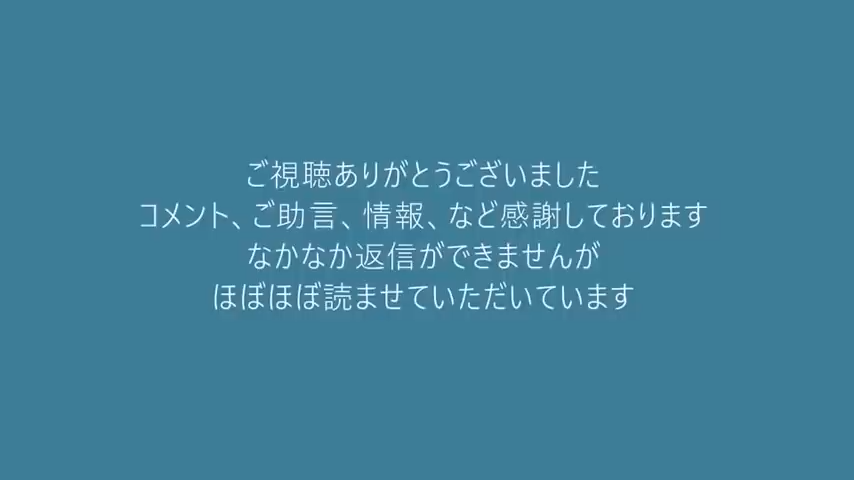 ご視聴ありがとうございました
コメント、ご助言、情報、など感謝しております
なかなか返信ができませんが
ほぼほぼ読ませていただいています